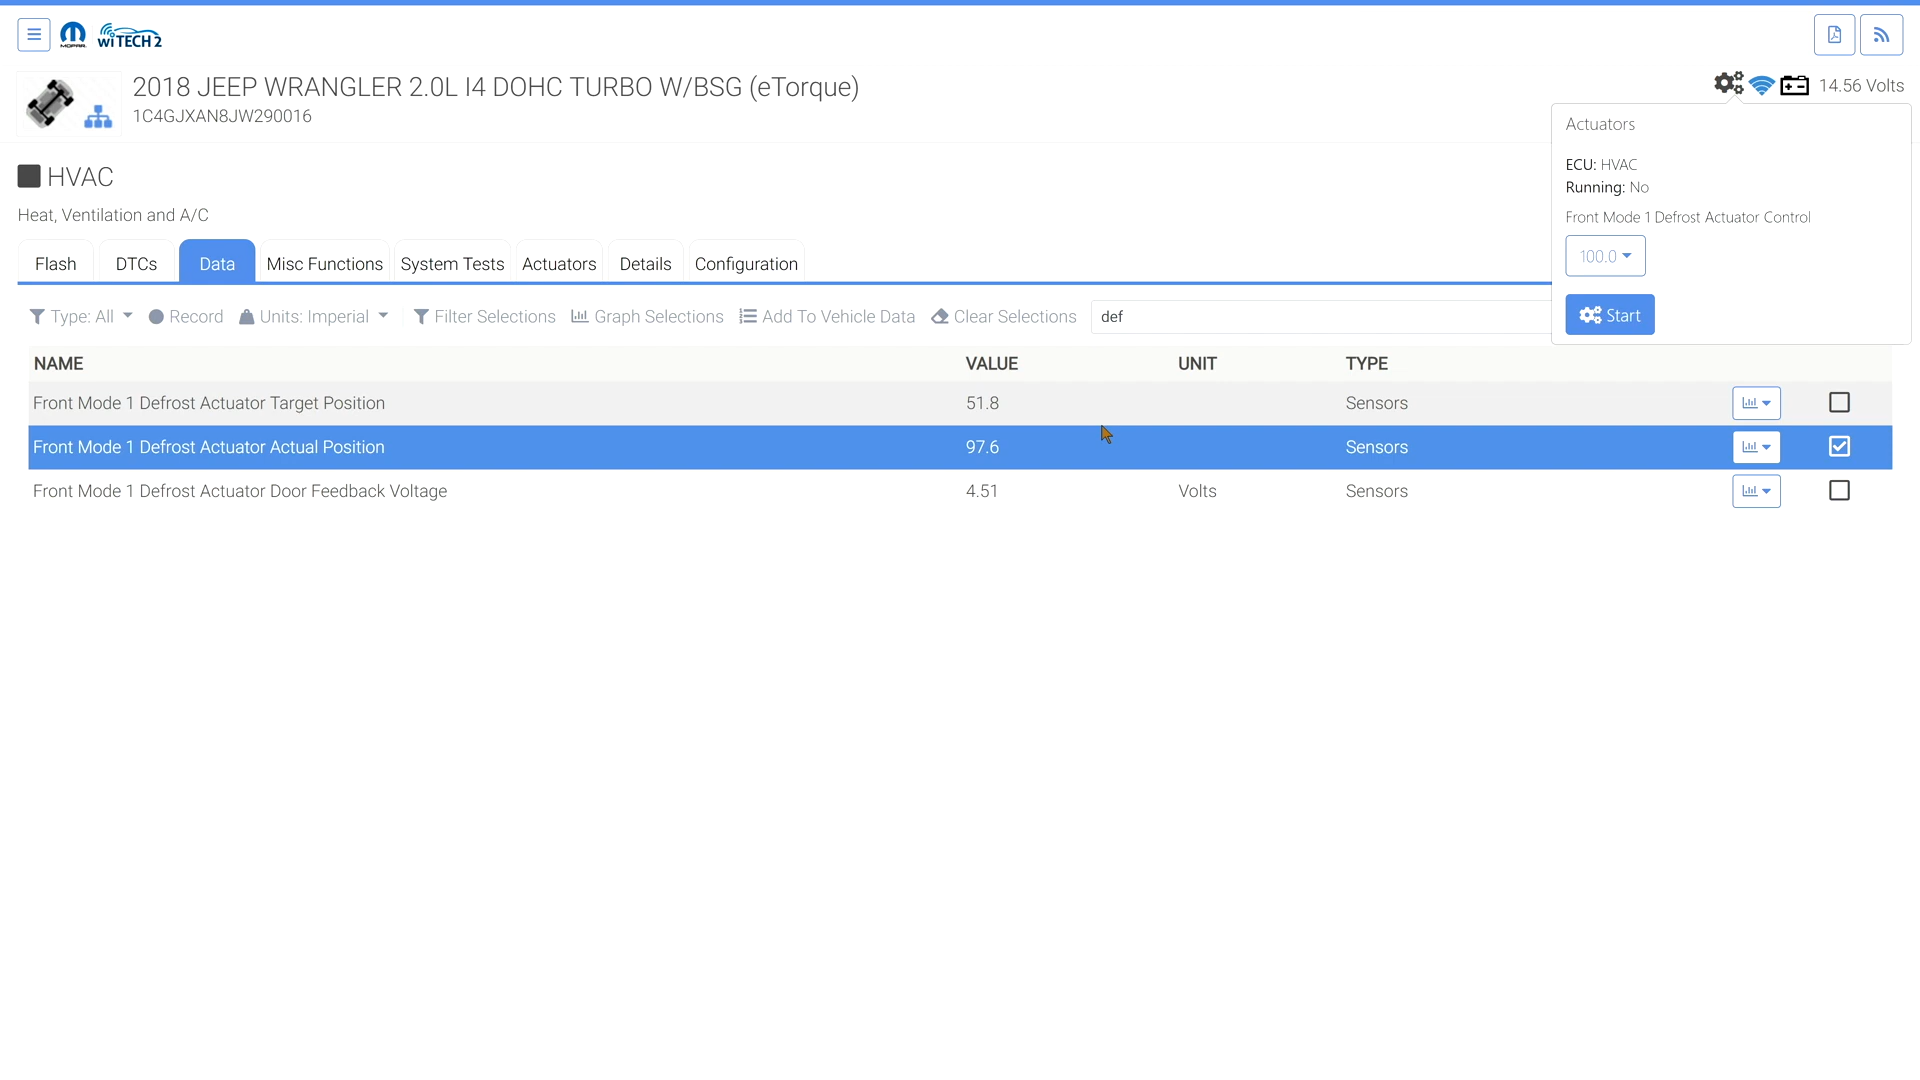 MOPAR wiTECH 2
2018 JEEP WRANGLER 2.0L I4 DOHC TURBO W/BSG (eTorque)
1C4GJXAN8JW290016
14.56 Volts
Actuators
ECU: HVAC
Running: No
Front Mode 1 Defrost Actuator Control
100.0
Start
HVAC
Heat, Ventilation and A/C
Flash DTCs Data Misc Functions System Tests Actuators Details Configuration
Type: All Record Units: Imperial Filter Selections Graph Selections Add To Vehicle Data Clear Selections def
NAME VALUE UNIT TYPE
Front Mode 1 Defrost Actuator Target Position 51.8 Sensors
Front Mode 1 Defrost Actuator Actual Position 97.6 Sensors
Front Mode 1 Defrost Actuator Door Feedback Voltage 4.51 Volts Sensors